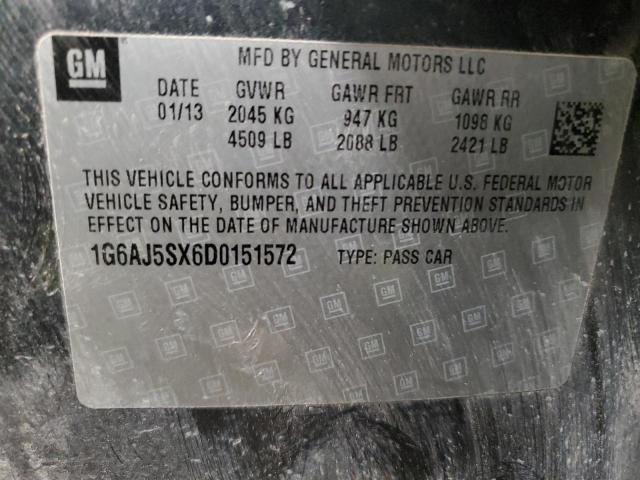 GM
MFD BY GENERAL MOTORS LLC
DATE GVWR GAWR FRT GAWR RR
01/13 2045 KG 947 KG 1098 KG
4509 LB 2088 LB 2421 LB
THIS VEHICLE CONFORMS TO ALL APPLICABLE U.S. FEDERAL MOTOR
VEHICLE SAFETY, BUMPER, AND THEFT PREVENTION STANDARDS IN
EFFECT ON THE DATE OF MANUFACTURE SHOWN ABOVE.
1G6AJ5SX6D0151572 TYPE: PASS CAR